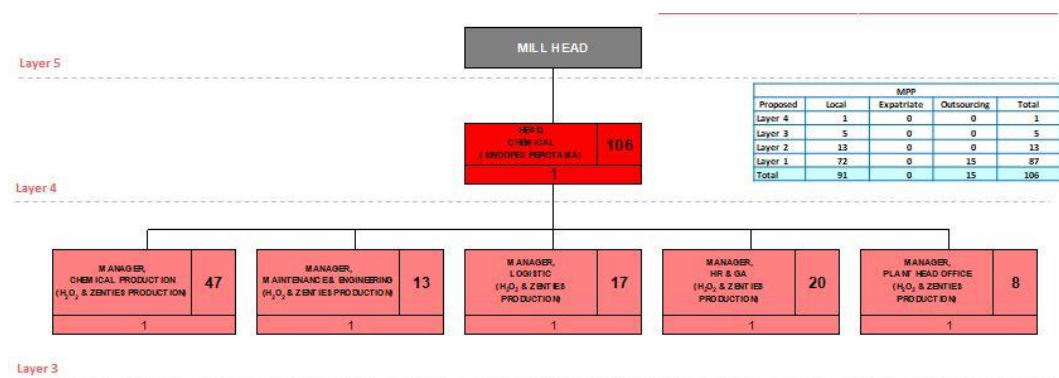 MILL HEAD
Layer 5
MPP
Proposed Local Expatriate Outsourcing Total
Layer 4 1 0 0 1
Layer 3 5 0 0 5
Layer 2 13 0 0 13
Layer 1 72 0 15 87
Total 91 0 15 106
HEAD,
CHEMICAL
106
1
Layer 4
MANAGER,
CHEMICAL PRODUCTION
(H₂O₂ & ZENTIES PRODUCTION)
47
1
MANAGER,
MAINTENANCE & ENGINEERING
(H₂O₂ & ZENTIES PRODUCTION)
13
1
MANAGER,
LOGISTIC
(H₂O₂ & ZENTIES
PRODUCTION)
17
1
MANAGER,
HR & GA
(H₂O₂ & ZENTIES
PRODUCTION)
20
1
MANAGER,
PLANT HEAD OFFICE
(H₂O₂ & ZENTIES
PRODUCTION)
8
1
Layer 3